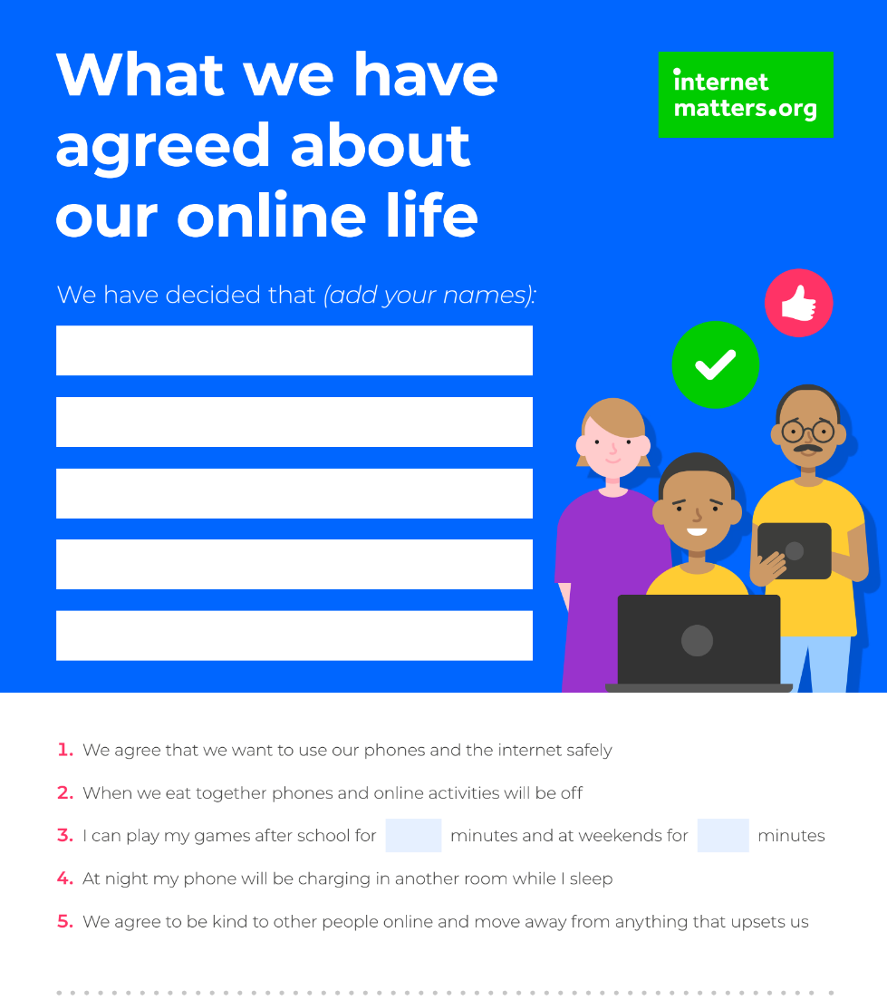 What we have
agreed about
our online life
internet
matters.org
We have decided that (add your names):
1. We agree that we want to use our phones and the internet safely
2. When we eat together phones and online activities will be off
3. I can play my games after school for minutes and at weekends for minutes
4. At night my phone will be charging in another room while I sleep
5. We agree to be kind to other people online and move away from anything that upsets us